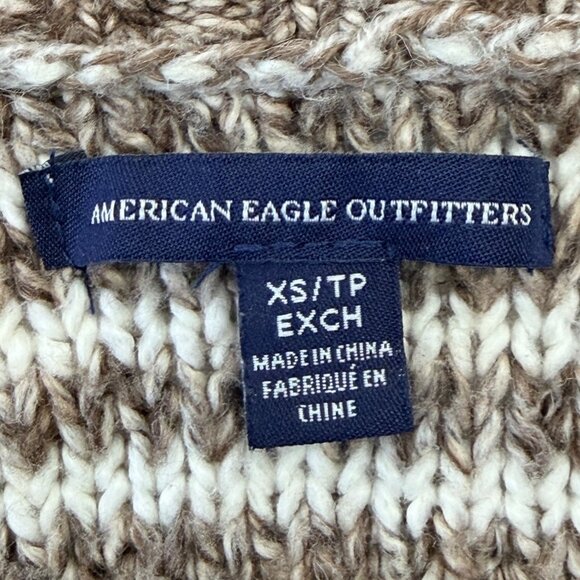 AMERICAN EAGLE OUTFITTERS
XS/TP
EXCH
MADE IN CHINA
FABRIQUÉ EN
CHINE